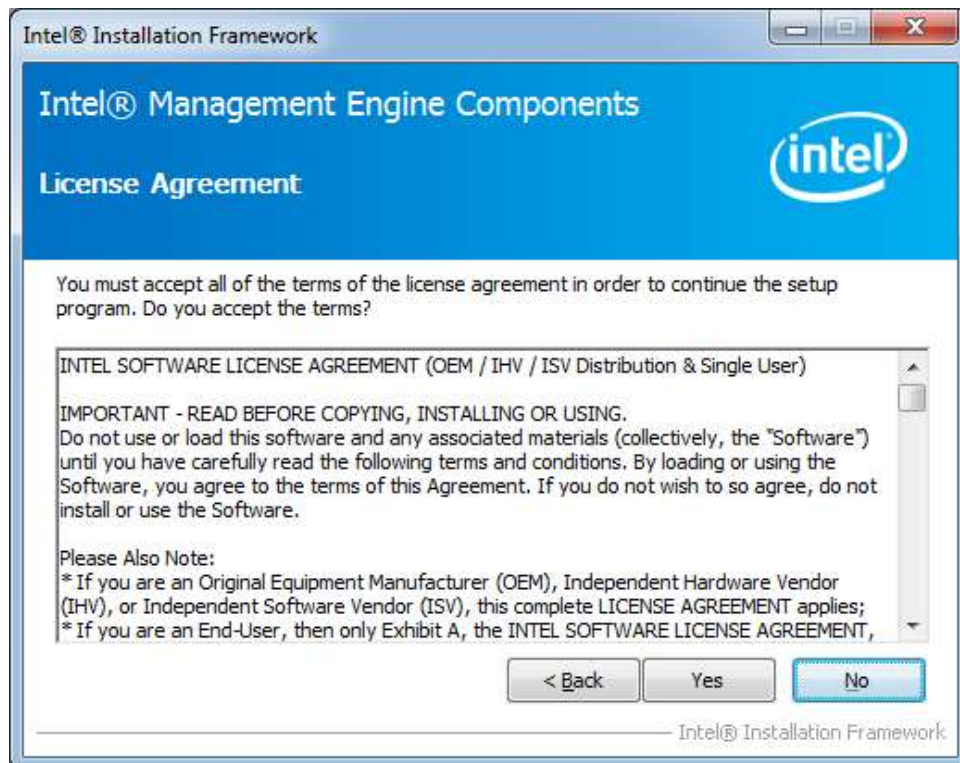 Intel® Installation Framework
Intel® Management Engine Components
intel
License Agreement
You must accept all of the terms of the license agreement in order to continue the setup
program. Do you accept the terms?
INTEL SOFTWARE LICENSE AGREEMENT (OEM / IHV / ISV Distribution & Single User)
IMPORTANT - READ BEFORE COPYING, INSTALLING OR USING.
Do not use or load this software and any associated materials (collectively, the "Software")
until you have carefully read the following terms and conditions. By loading or using the
Software, you agree to the terms of this Agreement. If you do not wish to so agree, do not
install or use the Software.
Please Also Note:
* If you are an Original Equipment Manufacturer (OEM), Independent Hardware Vendor
(IHV), or Independent Software Vendor (ISV), this complete LICENSE AGREEMENT applies;
* If you are an End-User, then only Exhibit A, the INTEL SOFTWARE LICENSE AGREEMENT,
< Back Yes No
Intel® Installation Framework